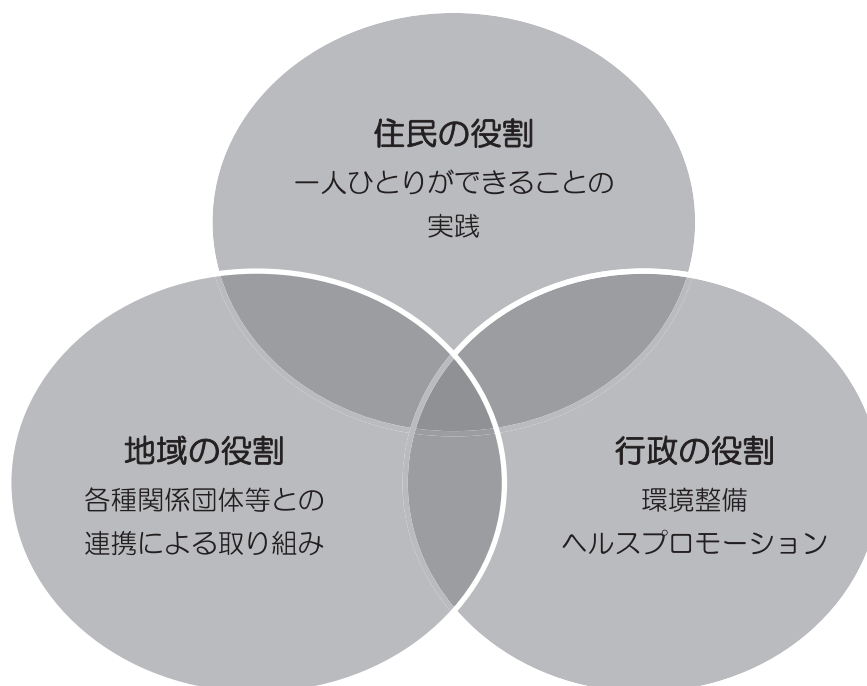 住民の役割
一人ひとりができることの
実践
地域の役割
各種関係団体等との
連携による取り組み
行政の役割
環境整備
ヘルスプロモーション